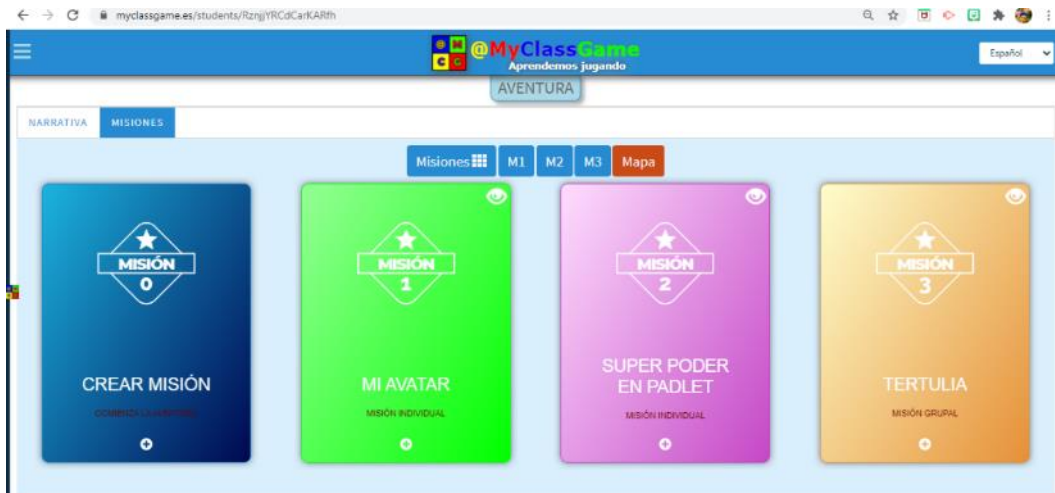 myclassgame.es/students/RznjjYRCdCarKARfh
@MyClassGame
Aprendemos jugando
Español
AVENTURA
NARRATIVA
MISIONES
Misiones M1 M2 M3 Mapa
MISIÓN
0
CREAR MISIÓN
MISIÓN
1
MI AVATAR
MISIÓN INDIVIDUAL
MISIÓN
2
SUPER PODER
EN PADLET
MISIÓN INDIVIDUAL
MISIÓN
3
TERTULIA
MISIÓN GRUPAL